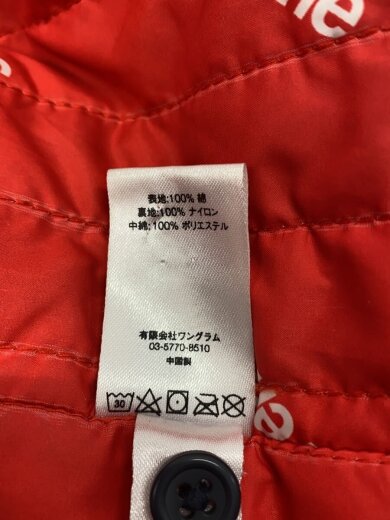 me
表地:100% 綿
裏地:100% ナイロン
中綿:100% ポリエステル
有限会社ワングラム
03-5770-8510
中国製
30